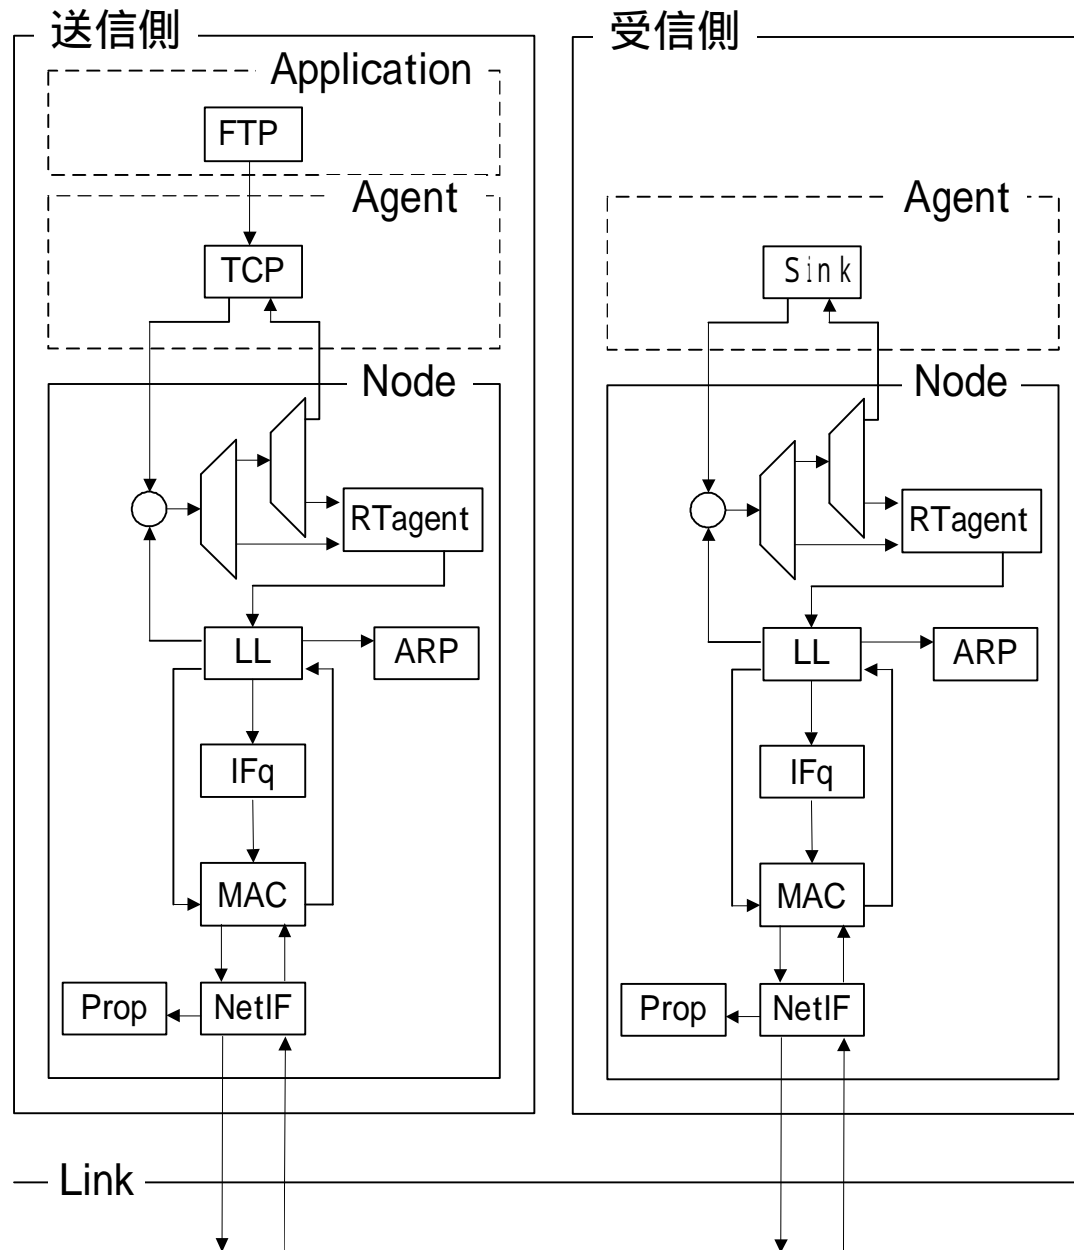 送信側
Application
FTP
Agent
TCP
Node
RTagent
LL
ARP
IFq
MAC
Prop
NetIF
受信側
Agent
Sink
Node
RTagent
LL
ARP
IFq
MAC
Prop
NetIF
Link